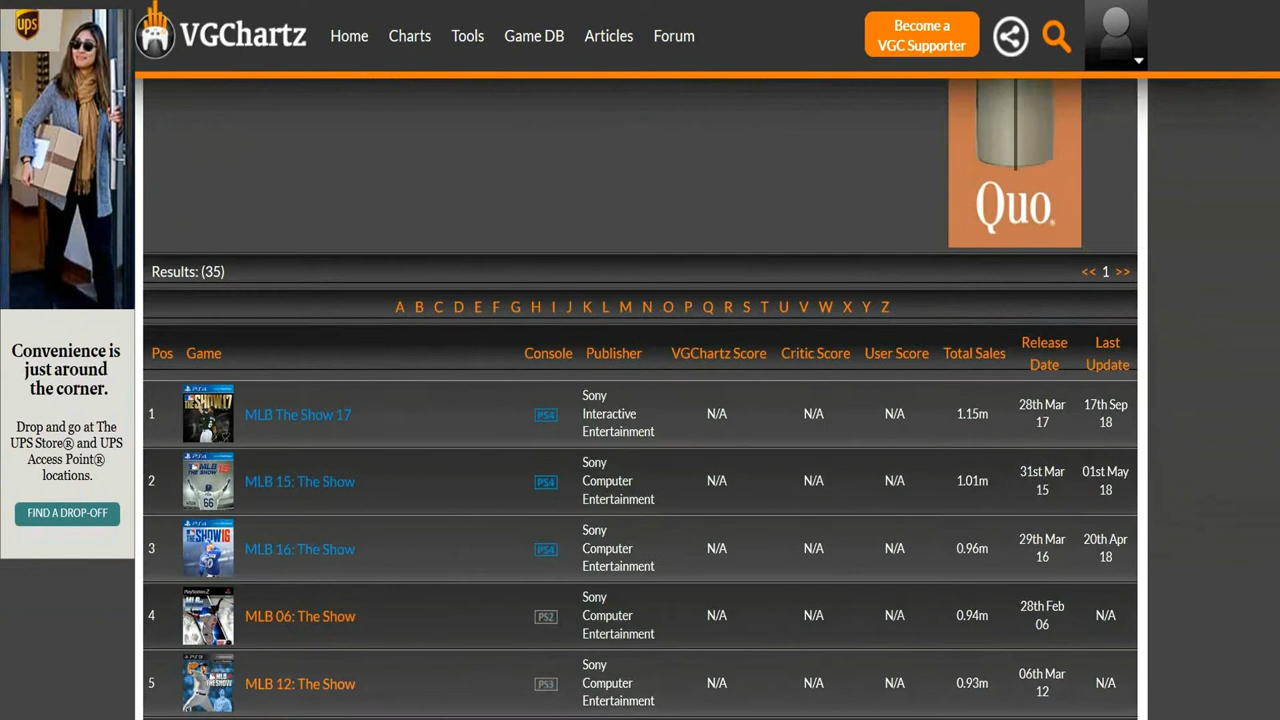 ups
VGChartz
Home Charts Tools Game DB Articles Forum
Become a
VGC Supporter
Quo®
Convenience is
just around
the corner.
Drop and go at The
UPS Store® and UPS
Access Point®
locations.
FIND A DROP-OFF
Results: (35)
<< 1 >>
A B C D E F G H I J K L M N O P Q R S T U V W X Y Z
Pos Game Console Publisher VGChartz Score Critic Score User Score Total Sales Release Date Last Update
1 MLB The Show 17 PS4 Sony Interactive Entertainment N/A N/A N/A 1.15m 28th Mar 17 17th Sep 18
2 MLB 15: The Show PS4 Sony Computer Entertainment N/A N/A N/A 1.01m 31st Mar 15 01st May 18
3 MLB 16: The Show PS4 Sony Computer Entertainment N/A N/A N/A 0.96m 29th Mar 16 20th Apr 18
4 MLB 06: The Show PS2 Sony Computer Entertainment N/A N/A N/A 0.94m 28th Feb 06 N/A
5 MLB 12: The Show PS3 Sony Computer Entertainment N/A N/A N/A 0.93m 06th Mar 12 N/A